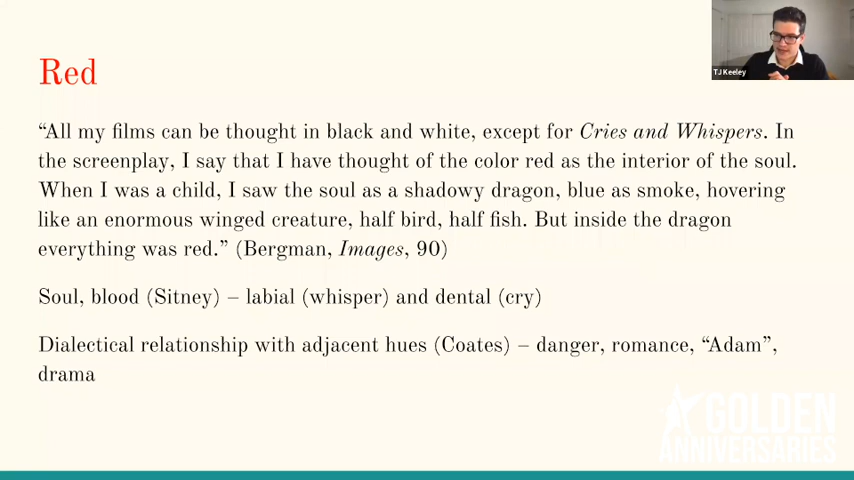 Red
TJ Keeley
“All my films can be thought in black and white, except for Cries and Whispers. In
the screenplay, I say that I have thought of the color red as the interior of the soul.
When I was a child, I saw the soul as a shadowy dragon, blue as smoke, hovering
like an enormous winged creature, half bird, half fish. But inside the dragon
everything was red.” (Bergman, Images, 90)
Soul, blood (Sitney) – labial (whisper) and dental (cry)
Dialectical relationship with adjacent hues (Coates) – danger, romance, “Adam”,
drama
GOLDEN
ANNIVERSARIES